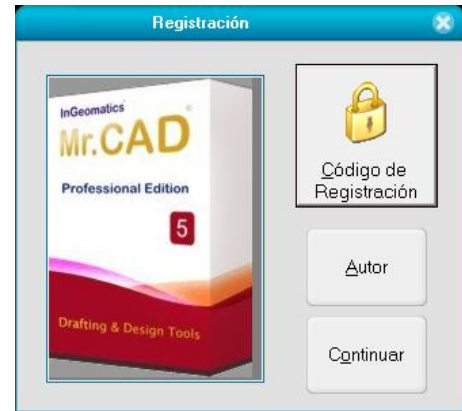 Registración
InGeomatics
Mr.CAD
Professional Edition
5
Drafting & Design Tools
Código de
Registración
Autor
Continuar